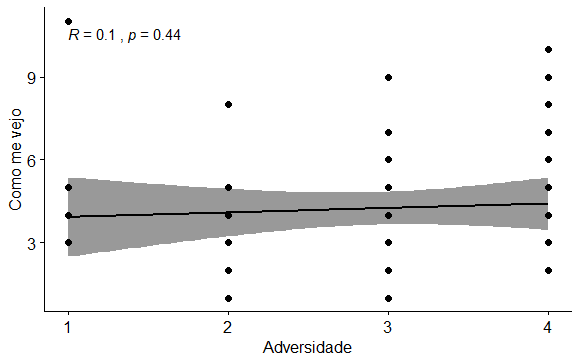 R = 0.1 , p = 0.44
9
6
3
Como me vejo
1 2 3 4
Adversidade